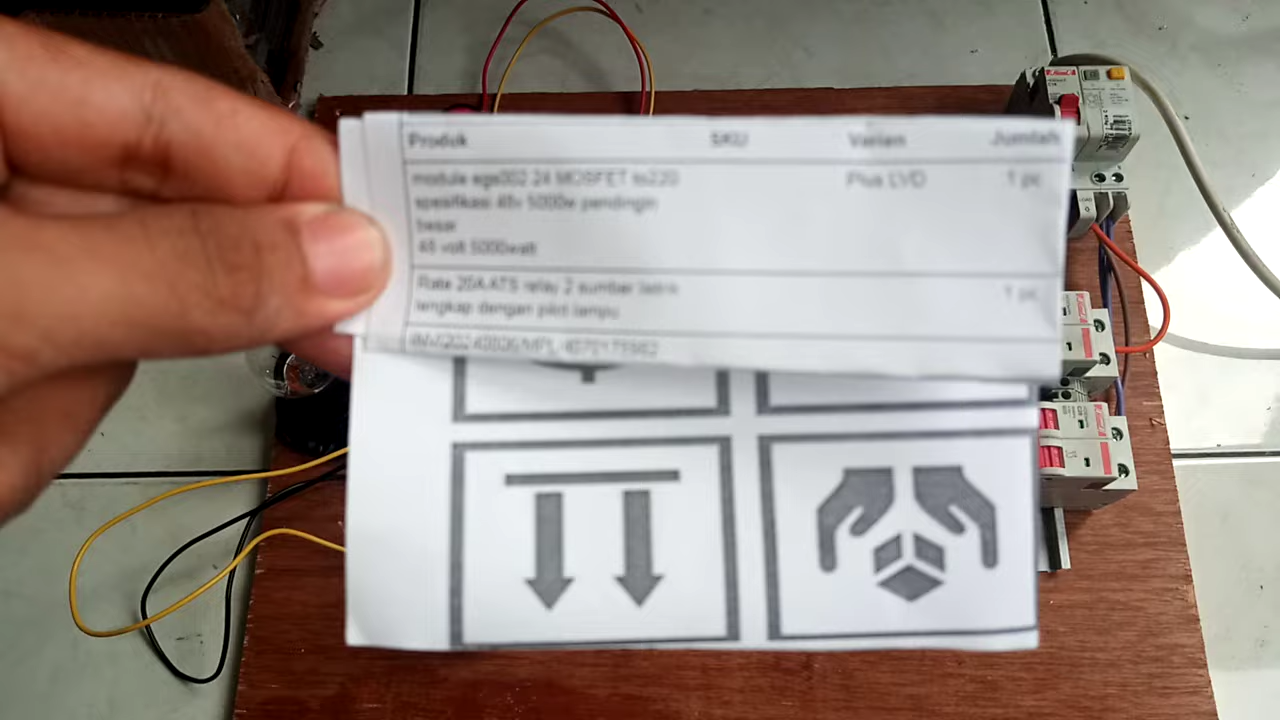 Produk SKU Varian Jumlah
module egs002 24 MOSFET to220 Plus LVD 1 pc
spesifikasi 48v 5000w pendingin
besar
48 volt 5000watt
Rate 20A ATS relay 2 sumber listrik 1 pc
lengkap dengan pilot lampu